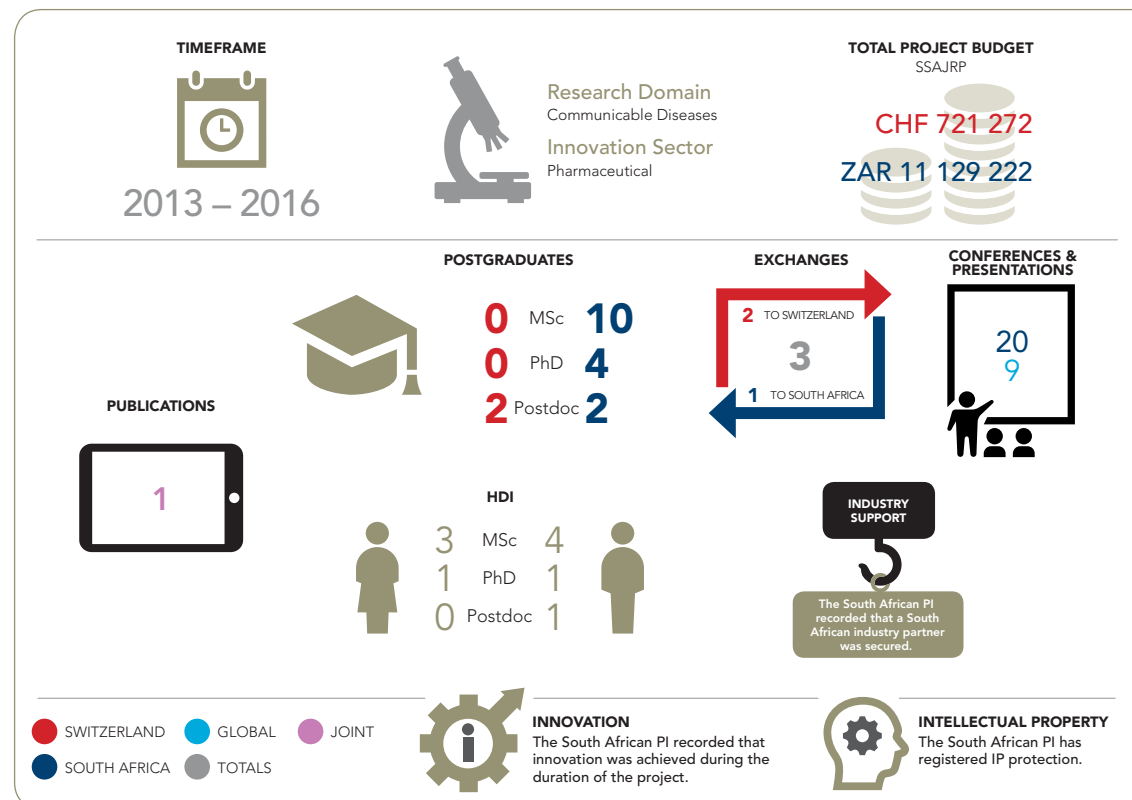 TIMEFRAME
2013 – 2016
Research Domain
Communicable Diseases
Innovation Sector
Pharmaceutical
TOTAL PROJECT BUDGET
SSAJRP
CHF 721 272
ZAR 11 129 222
PUBLICATIONS
1
POSTGRADUATES
0 MSc 10
0 PhD 4
2 Postdoc 2
EXCHANGES
2 TO SWITZERLAND
3
1 TO SOUTH AFRICA
CONFERENCES &
PRESENTATIONS
20
9
HDI
3 MSc 4
1 PhD 1
0 Postdoc 1
INDUSTRY
SUPPORT
The South African PI
recorded that a South
African industry partner
was secured.
SWITZERLAND
GLOBAL
JOINT
SOUTH AFRICA
TOTALS
i
INNOVATION
The South African PI recorded that
innovation was achieved during the
duration of the project.
INTELLECTUAL PROPERTY
The South African PI has
registered IP protection.